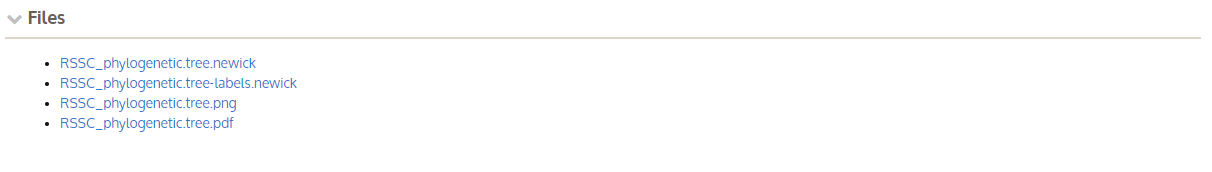 Files
RSSC_phylogenetic.tree.newick
RSSC_phylogenetic.tree-labels.newick
RSSC_phylogenetic.tree.png
RSSC_phylogenetic.tree.pdf